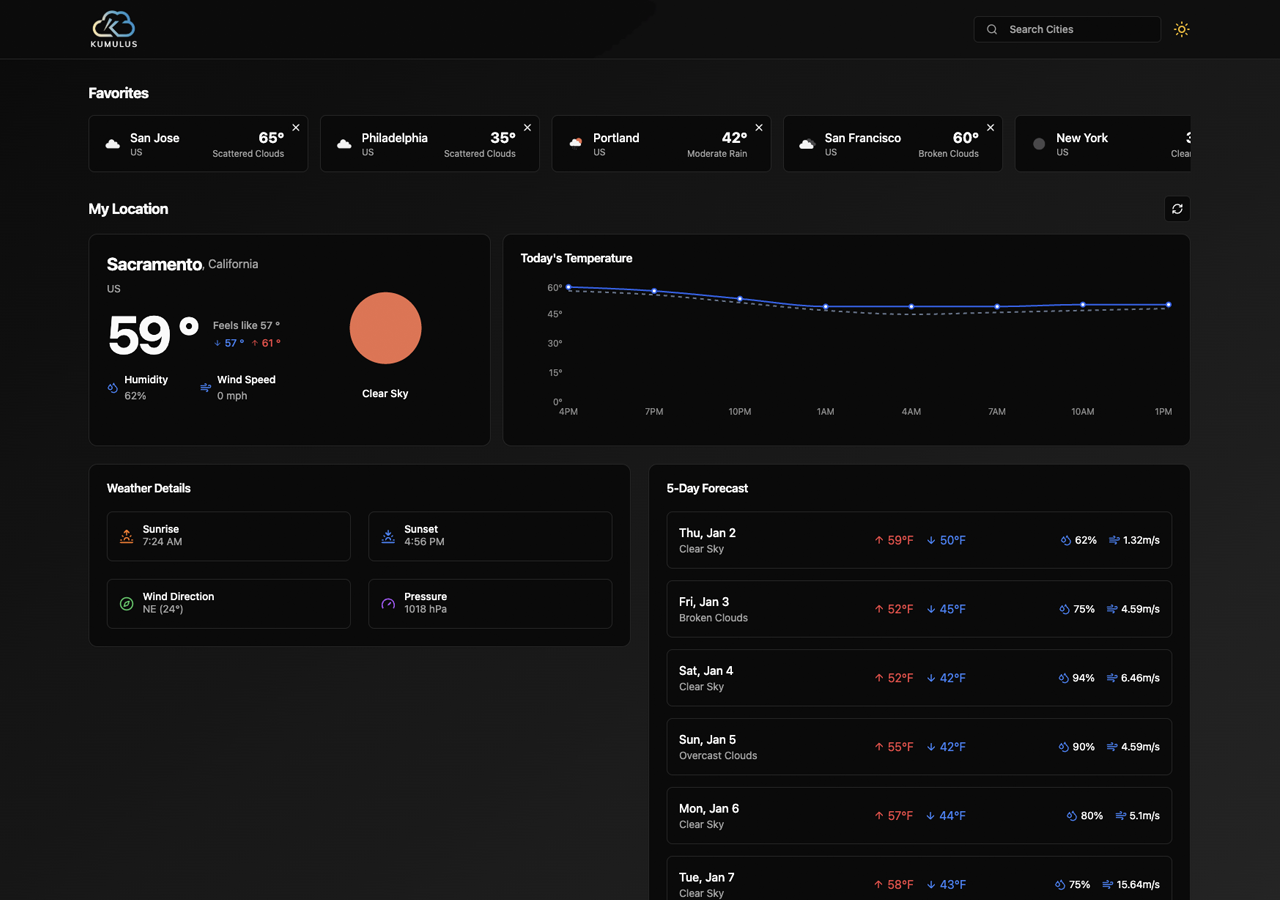 KUMULUS
Search Cities
Favorites
San Jose 65°
US Scattered Clouds
Philadelphia 35°
US Scattered Clouds
Portland 42°
US Moderate Rain
San Francisco 60°
US Broken Clouds
New York
US
My Location
Sacramento, California
US
59 °
Feels like 57 °
↓ 57 ° ↑ 61 °
Humidity
62%
Wind Speed
0 mph
Clear Sky
Today's Temperature
60°
45°
30°
15°
0°
4PM 7PM 10PM 1AM 4AM 7AM 10AM 1PM
Weather Details
Sunrise
7:24 AM
Sunset
4:56 PM
Wind Direction
NE (24°)
Pressure
1018 hPa
5-Day Forecast
Thu, Jan 2
Clear Sky
↑ 59°F ↓ 50°F 62% 1.32m/s
Fri, Jan 3
Broken Clouds
↑ 52°F ↓ 45°F 75% 4.59m/s
Sat, Jan 4
Clear Sky
↑ 52°F ↓ 42°F 94% 6.46m/s
Sun, Jan 5
Overcast Clouds
↑ 55°F ↓ 42°F 90% 4.59m/s
Mon, Jan 6
Clear Sky
↑ 57°F ↓ 44°F 80% 5.1m/s
Tue, Jan 7
Clear Sky
↑ 58°F ↓ 43°F 75% 15.64m/s